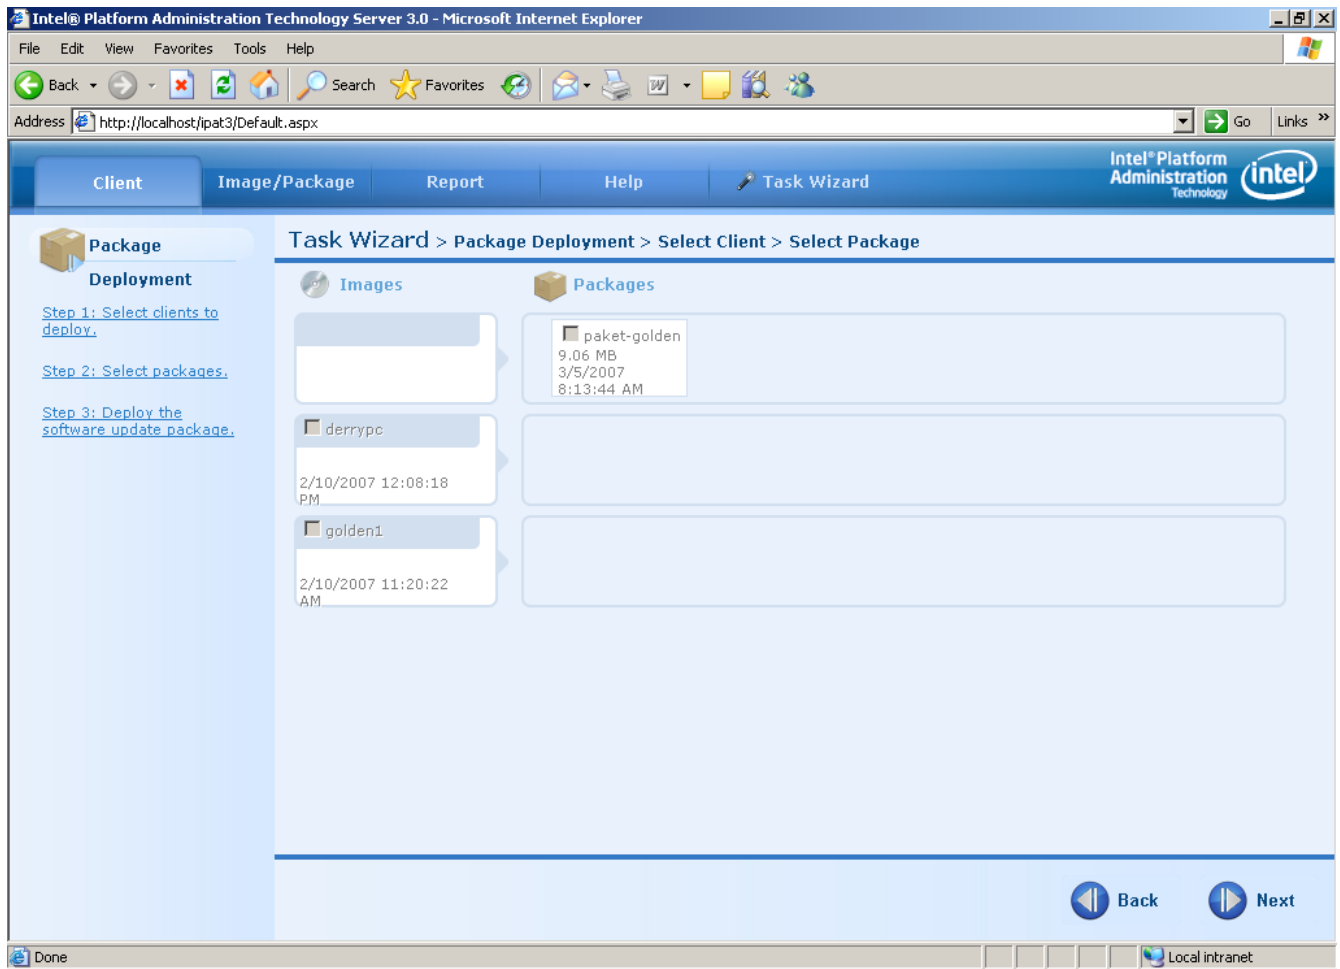 Intel® Platform Administration Technology Server 3.0 - Microsoft Internet Explorer
File Edit View Favorites Tools Help
Back Search Favorites
Address http://localhost/ipat3/Default.aspx Go Links »
Client Image/Package Report Help Task Wizard
Intel® Platform
Administration
Technology
intel
Package
Deployment
Step 1: Select clients to
deploy.
Step 2: Select packages.
Step 3: Deploy the
software update package.
Task Wizard > Package Deployment > Select Client > Select Package
Images Packages
paket-golden
9.06 MB
3/5/2007
8:13:44 AM
derrypc
2/10/2007 12:08:18
PM
golden1
2/10/2007 11:20:22
AM
Back Next
Done Local intranet